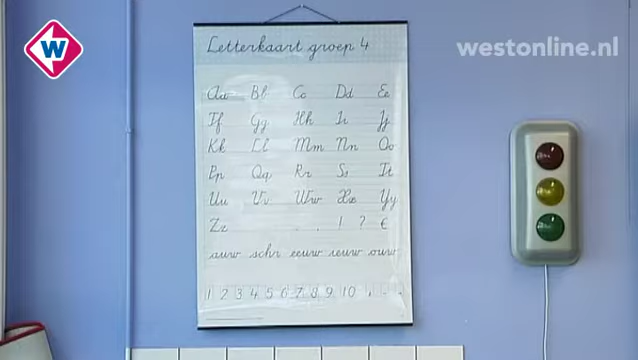 W
westonline.nl
Letterkaart groep 4
Aa Bb Cc Dd Ee
Ff Gg Hh Ii Jj
Kk Ll Mm Nn Oo
Pp Qq Rr Ss Tt
Uu Vv Ww Xx Yy
Zz . , ! ? €
auw schr eeuw ieuw ouw
1 2 3 4 5 6 7 8 9 10